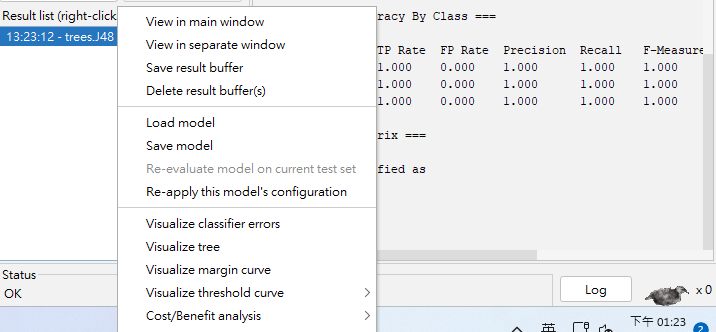 Result list (right-click
13:23:12 - trees.J48
View in main window
View in separate window
Save result buffer
Delete result buffer(s)
Load model
Save model
Re-evaluate model on current test set
Re-apply this model's configuration
Visualize classifier errors
Visualize tree
Visualize margin curve
Visualize threshold curve
Cost/Benefit analysis
racy By Class ===
TP Rate FP Rate Precision Recall F-Measure
1.000 0.000 1.000 1.000 1.000
1.000 0.000 1.000 1.000 1.000
1.000 0.000 1.000 1.000 1.000
rix ===
fied as
Status
OK
Log
x 0
英
下午 01:23
2